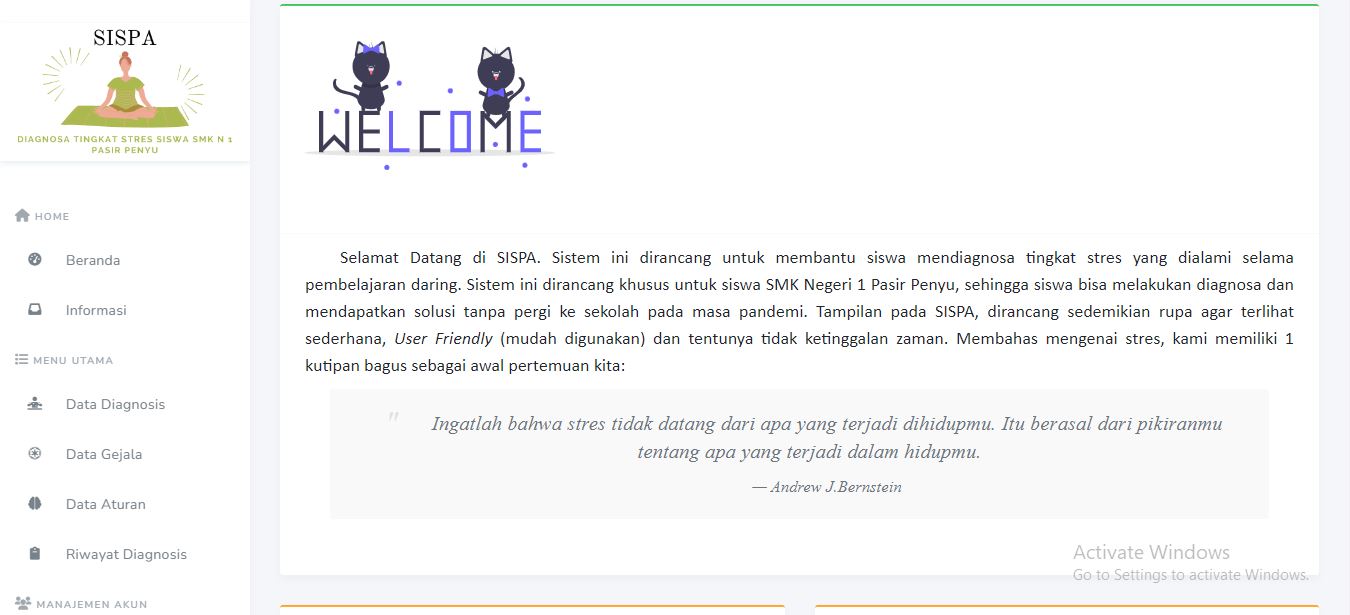 SISPA
DIAGNOSA TINGKAT STRES SISWA SMK N 1
PASIR PENYU
HOME
Beranda
Informasi
MENU UTAMA
Data Diagnosis
Data Gejala
Data Aturan
Riwayat Diagnosis
MANAJEMEN AKUN
WELCOME
Selamat Datang di SISPA. Sistem ini dirancang untuk membantu siswa mendiagnosa tingkat stres yang dialami selama
pembelajaran daring. Sistem ini dirancang khusus untuk siswa SMK Negeri 1 Pasir Penyu, sehingga siswa bisa melakukan diagnosa dan
mendapatkan solusi tanpa pergi ke sekolah pada masa pandemi. Tampilan pada SISPA, dirancang sedemikian rupa agar terlihat
sederhana, User Friendly (mudah digunakan) dan tentunya tidak ketinggalan zaman. Membahas mengenai stres, kami memiliki 1
kutipan bagus sebagai awal pertemuan kita:
" Ingatlah bahwa stres tidak datang dari apa yang terjadi dihidupmu. Itu berasal dari pikiranmu
tentang apa yang terjadi dalam hidupmu.
— Andrew J.Bernstein
Activate Windows
Go to Settings to activate Windows.